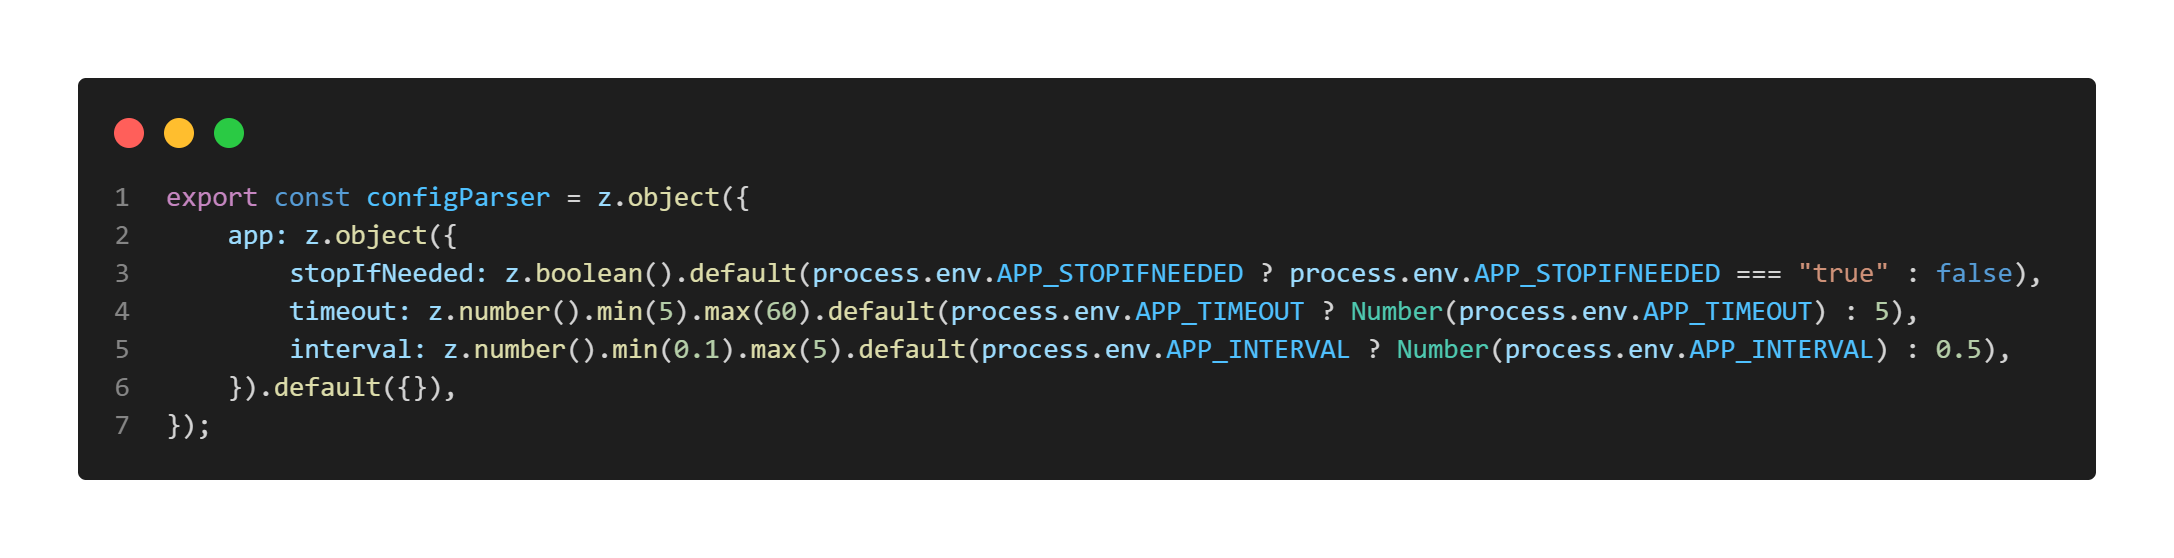 1 export const configParser = z.object({
2     app: z.object({
3         stopIfNeeded: z.boolean().default(process.env.APP_STOPIFNEEDED ? process.env.APP_STOPIFNEEDED === "true" : false),
4         timeout: z.number().min(5).max(60).default(process.env.APP_TIMEOUT ? Number(process.env.APP_TIMEOUT) : 5),
5         interval: z.number().min(0.1).max(5).default(process.env.APP_INTERVAL ? Number(process.env.APP_INTERVAL) : 0.5),
6     }).default({}),
7 });